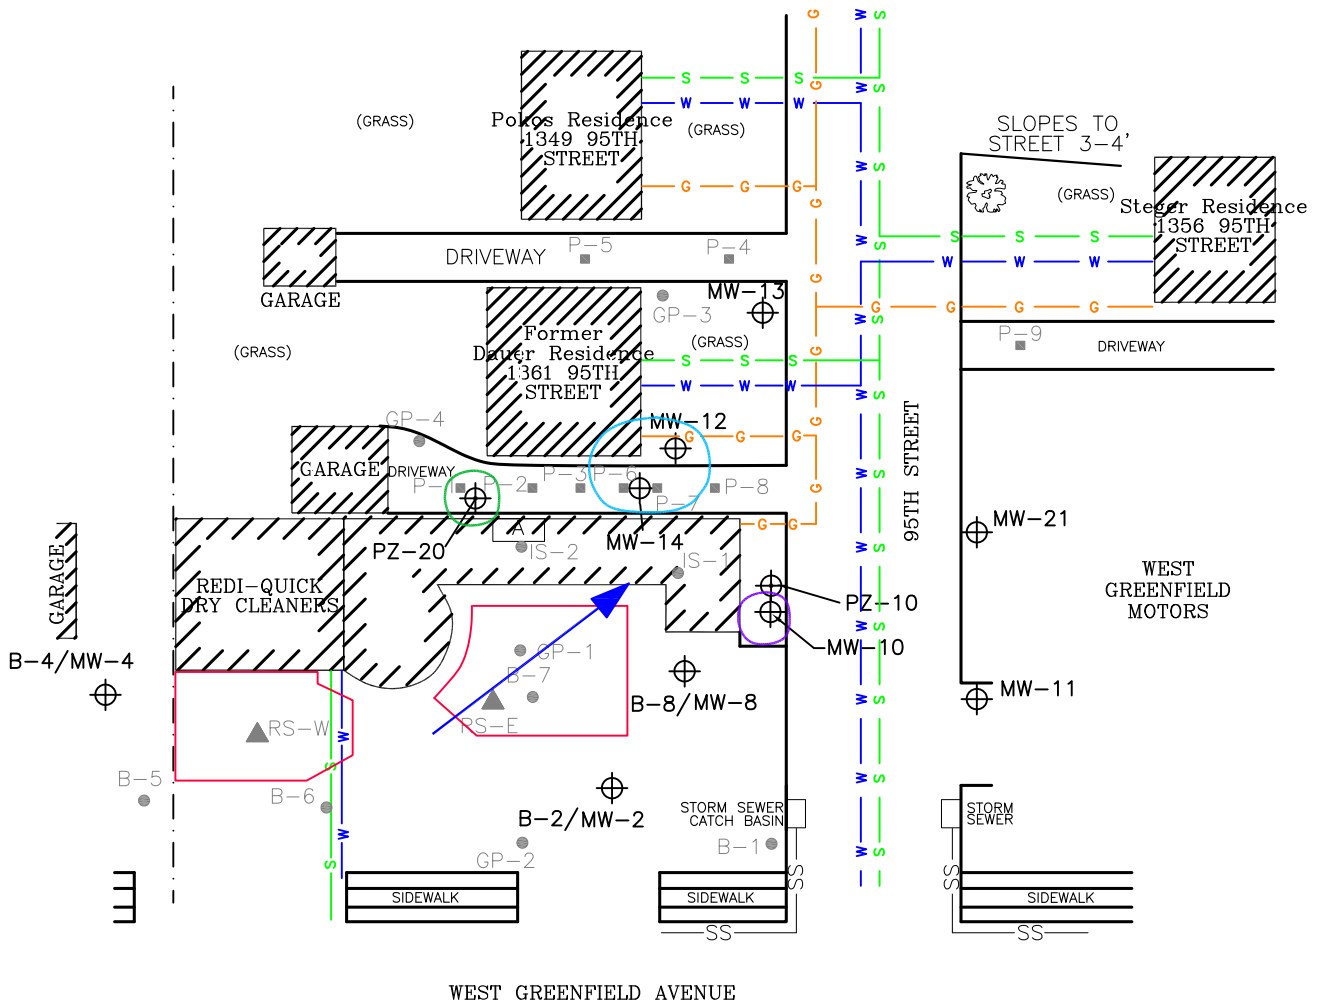 G W S
S S S
W W W
G
W S
(GRASS)
Pokos Residence
1349 95TH
STREET
(GRASS)
SLOPES TO
STREET 3-4'
W S
G G G
G
(GRASS)
Steger Residence
1356 95TH
STREET
S S S
W S
P-5
P-4
DRIVEWAY
W W W
G
GARAGE
MW-13
GP-3
G G G G
W S
P-9
DRIVEWAY
Former
Dauer Residence
1361 95TH
STREET
(GRASS)
(GRASS)
G
S S S
W W W
W S
GP-4
MW-12
G
G G G
95TH STREET
GARAGE
DRIVEWAY
P-1
P-2
P-3
P-6
P-7
P-8
G
W S
MW-21
G G
A
PZ-20
IS-2
MW-14
IS-1
GARAGE
REDI-QUICK
DRY CLEANERS
W S
WEST
GREENFIELD
MOTORS
PZ-10
W S
MW-10
B-4/MW-4
GP-1
B-7
B-8/MW-8
MW-11
W S
RS-W
RS-E
W
S
B-5
B-6
W S
B-2/MW-2
STORM SEWER
CATCH BASIN
STORM
SEWER
W
S
GP-2
B-1
W S
SS
SS
SIDEWALK
SIDEWALK
SIDEWALK
SS
SS
WEST GREENFIELD AVENUE